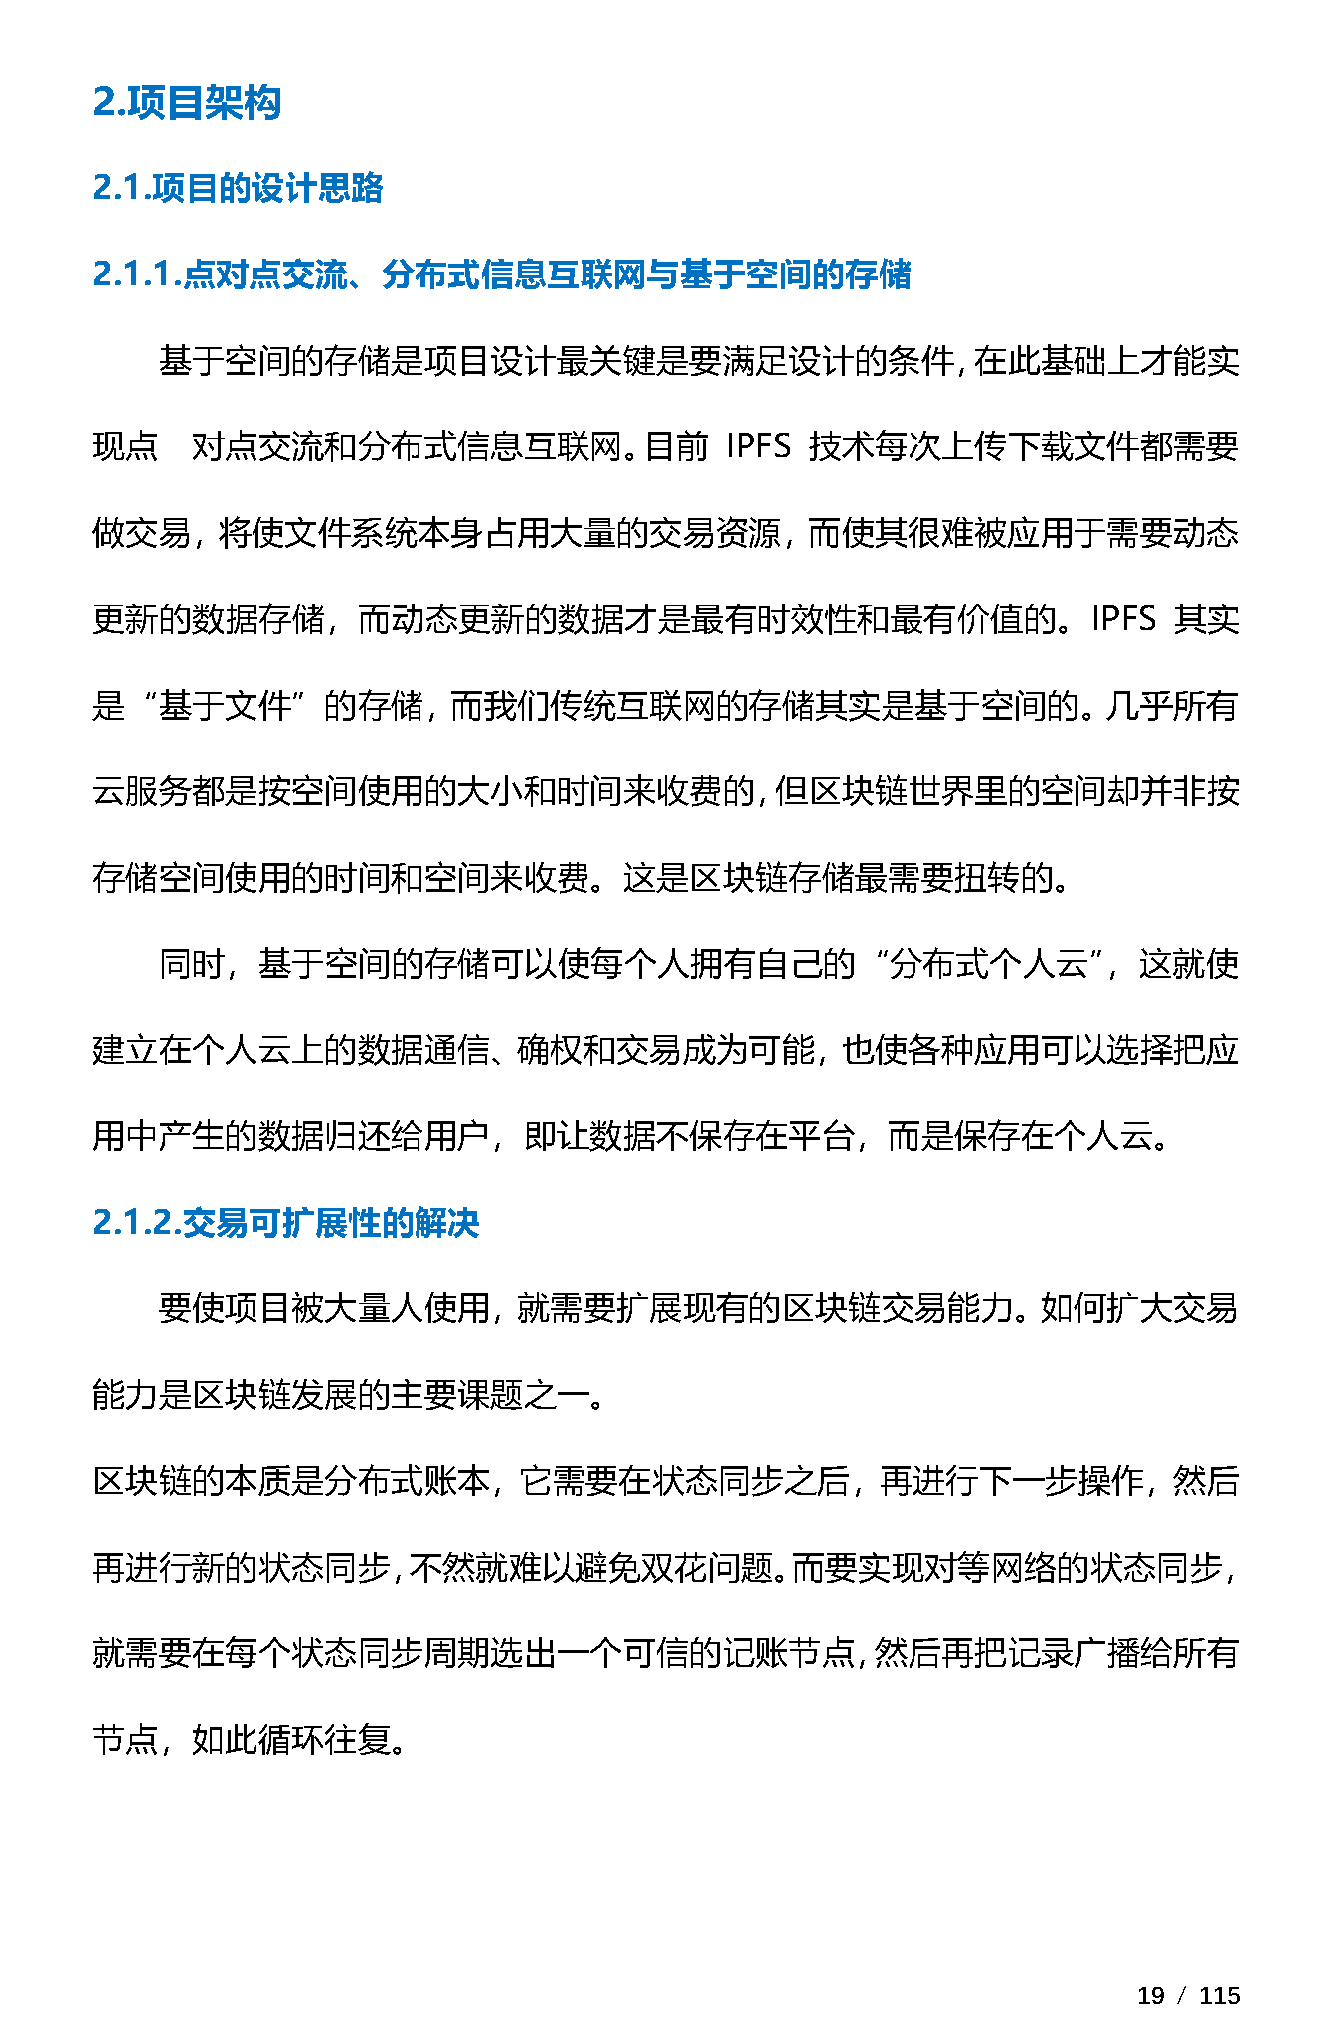 2.项目架构
2.1.项目的设计思路
2.1.1.点对点交流、分布式信息互联网与基于空间的存储
基于空间的存储是项目设计最关键是要满足设计的条件，在此基础上才能实
现点　对点交流和分布式信息互联网。目前 IPFS 技术每次上传下载文件都需要
做交易，将使文件系统本身占用大量的交易资源，而使其很难被应用于需要动态
更新的数据存储，而动态更新的数据才是最有时效性和最有价值的。IPFS 其实
是“基于文件”的存储，而我们传统互联网的存储其实是基于空间的。几乎所有
云服务都是按空间使用的大小和时间来收费的，但区块链世界里的空间却并非按
存储空间使用的时间和空间来收费。这是区块链存储最需要扭转的。
同时，基于空间的存储可以使每个人拥有自己的“分布式个人云”，这就使
建立在个人云上的数据通信、确权和交易成为可能，也使各种应用可以选择把应
用中产生的数据归还给用户，即让数据不保存在平台，而是保存在个人云。
2.1.2.交易可扩展性的解决
要使项目被大量人使用，就需要扩展现有的区块链交易能力。如何扩大交易
能力是区块链发展的主要课题之一。
区块链的本质是分布式账本，它需要在状态同步之后，再进行下一步操作，然后
再进行新的状态同步，不然就难以避免双花问题。而要实现对等网络的状态同步，
就需要在每个状态同步周期选出一个可信的记账节点，然后再把记录广播给所有
节点，如此循环往复。
19 / 115